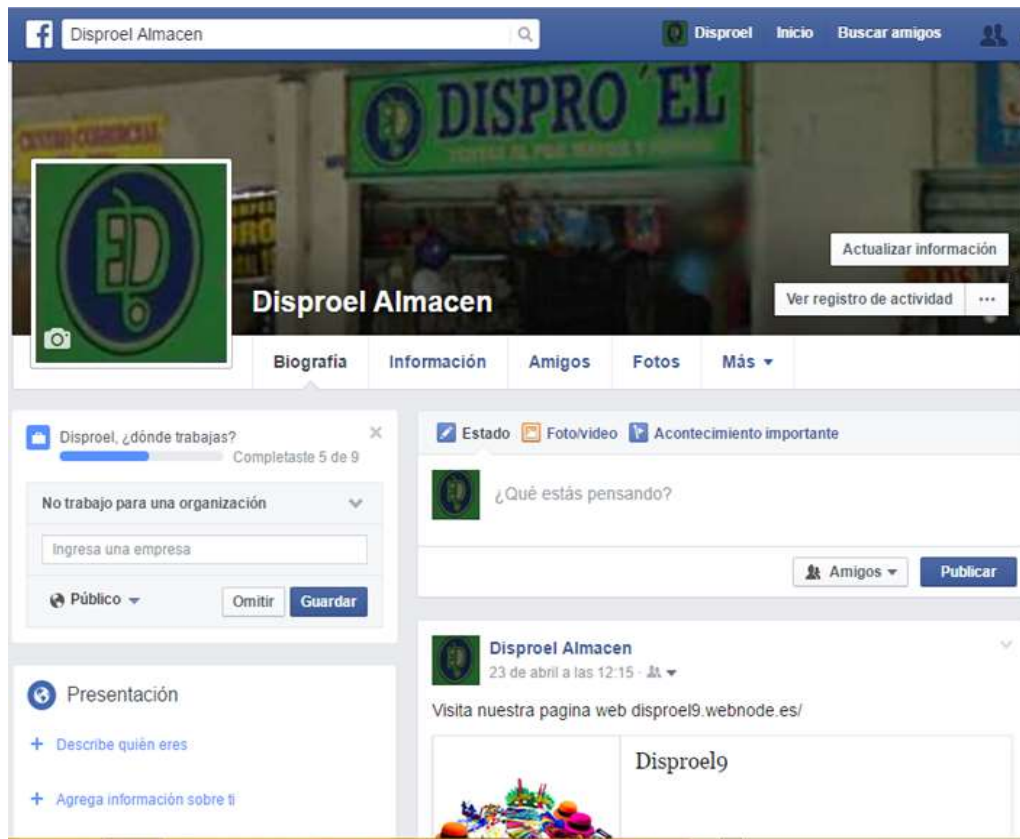 Disproel Almacen
Disproel Inicio Buscar amigos
DISPRO ´EL
CENTRO COMERCIAL
Actualizar información
Disproel Almacen
Ver registro de actividad ...
Biografía Información Amigos Fotos Más
Disproel, ¿dónde trabajas?
Completaste 5 de 9
No trabajo para una organización
Ingresa una empresa
Público Omitir Guardar
Presentación
+ Describe quién eres
+ Agrega información sobre ti
Estado Foto/video Acontecimiento importante
¿Qué estás pensando?
Amigos Publicar
Disproel Almacen
23 de abril a las 12:15 ·
Visita nuestra pagina web disproel9.webnode.es/
Disproel9